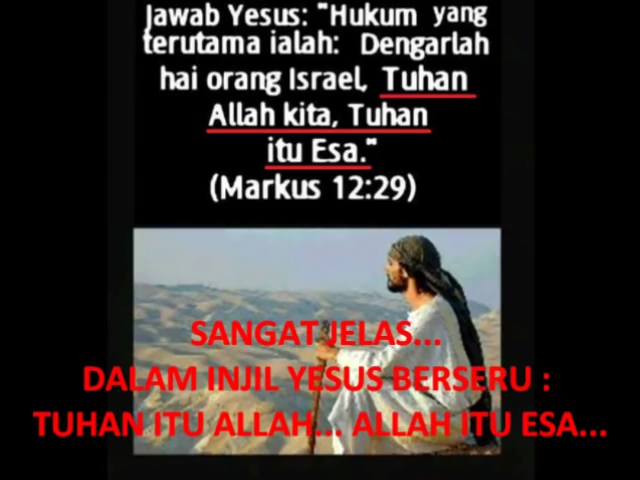 Jawab Yesus: "Hukum yang
terutama ialah: Dengarlah
hai orang Israel, Tuhan
Allah kita, Tuhan
itu Esa."
(Markus 12:29)
SANGAT JELAS...
DALAM INJIL YESUS BERSERU :
TUHAN ITU ALLAH... ALLAH ITU ESA...